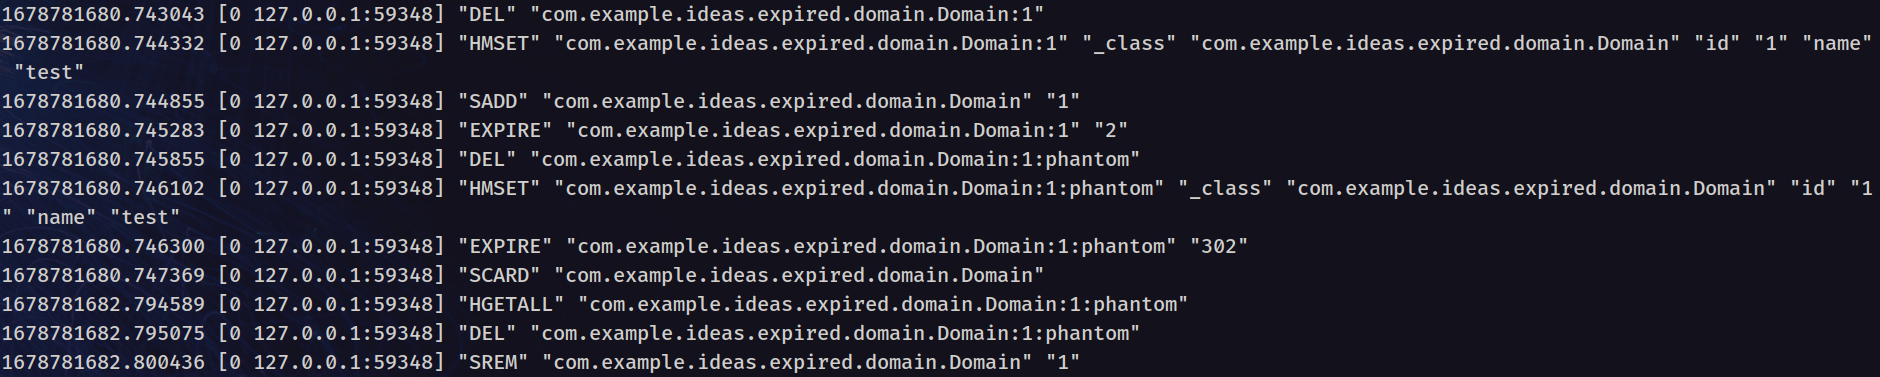 1678781680.743043 [0 127.0.0.1:59348] "DEL" "com.example.ideas.expired.domain.Domain:1"
1678781680.744332 [0 127.0.0.1:59348] "HMSET" "com.example.ideas.expired.domain.Domain:1" "_class" "com.example.ideas.expired.domain.Domain" "id" "1" "name"
"test"
1678781680.744855 [0 127.0.0.1:59348] "SADD" "com.example.ideas.expired.domain.Domain" "1"
1678781680.745283 [0 127.0.0.1:59348] "EXPIRE" "com.example.ideas.expired.domain.Domain:1" "2"
1678781680.745855 [0 127.0.0.1:59348] "DEL" "com.example.ideas.expired.domain.Domain:1:phantom"
1678781680.746102 [0 127.0.0.1:59348] "HMSET" "com.example.ideas.expired.domain.Domain:1:phantom" "_class" "com.example.ideas.expired.domain.Domain" "id" "1
" "name" "test"
1678781680.746300 [0 127.0.0.1:59348] "EXPIRE" "com.example.ideas.expired.domain.Domain:1:phantom" "302"
1678781680.747369 [0 127.0.0.1:59348] "SCARD" "com.example.ideas.expired.domain.Domain"
1678781682.794589 [0 127.0.0.1:59348] "HGETALL" "com.example.ideas.expired.domain.Domain:1:phantom"
1678781682.795075 [0 127.0.0.1:59348] "DEL" "com.example.ideas.expired.domain.Domain:1:phantom"
1678781682.800436 [0 127.0.0.1:59348] "SREM" "com.example.ideas.expired.domain.Domain" "1"